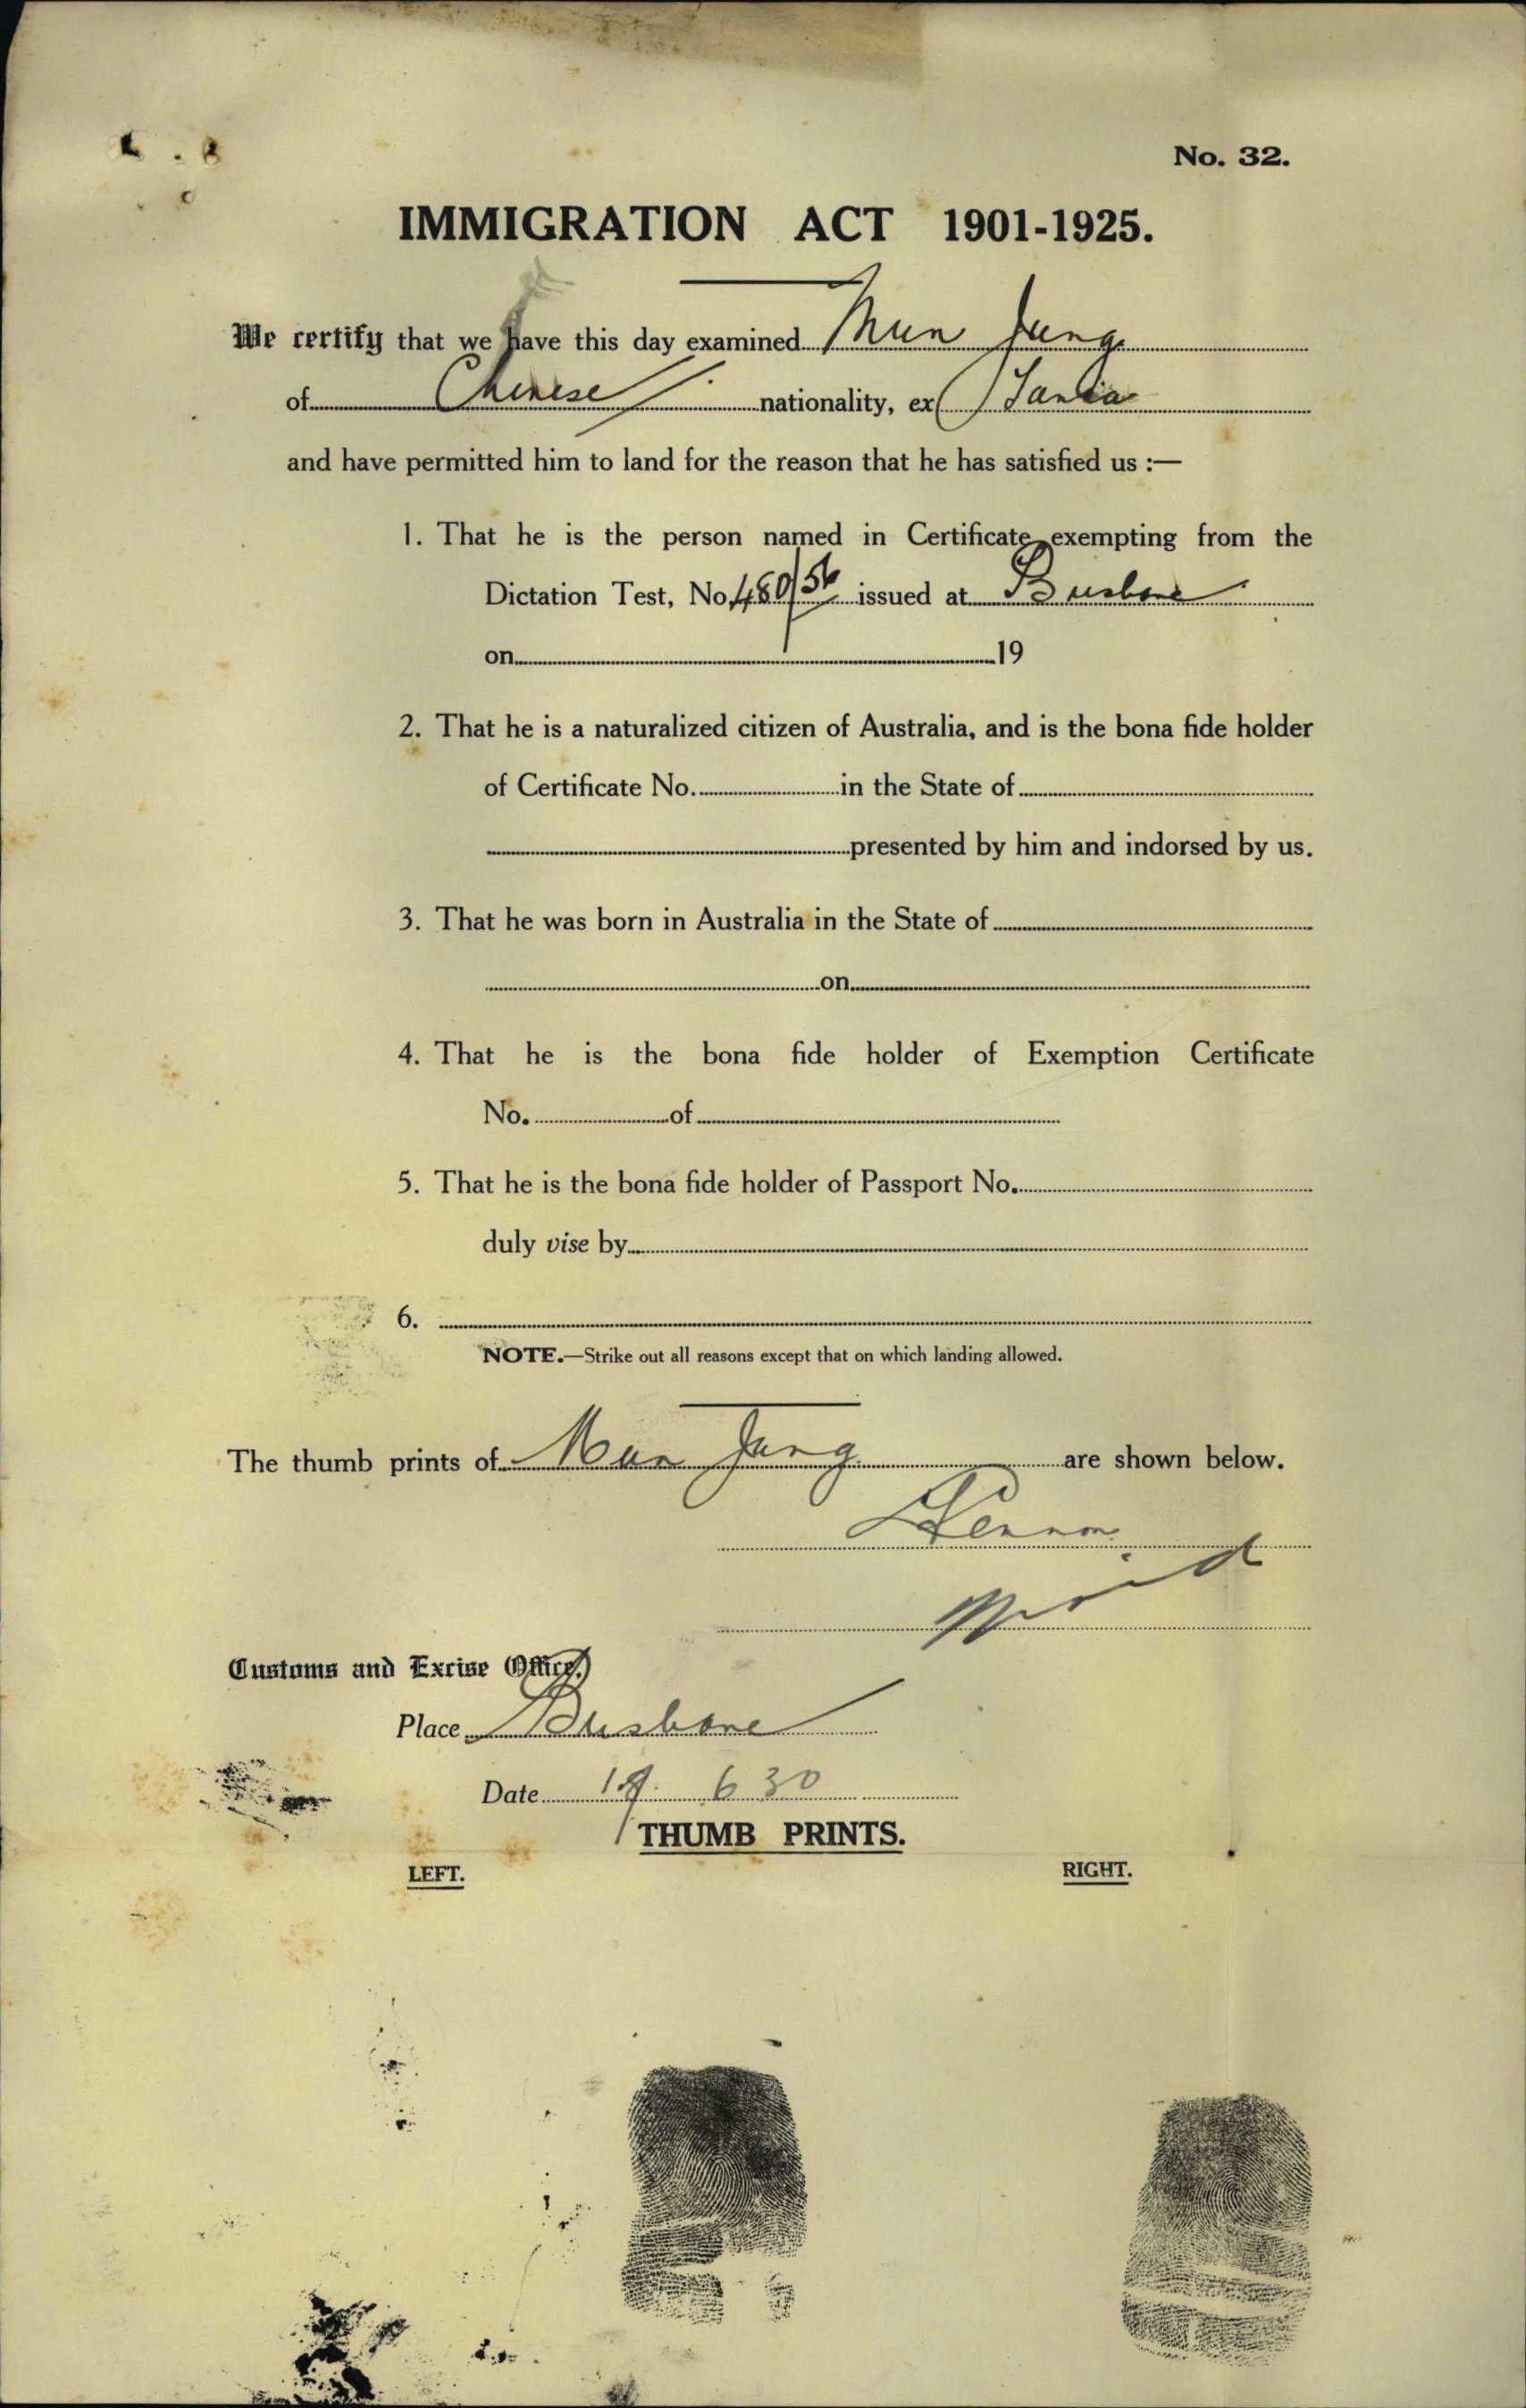 No. 32.
IMMIGRATION ACT 1901-1925.
We certify that we have this day examined Mun Jung
of Chinese nationality, ex Tanda
and have permitted him to land for the reason that he has satisfied us :—
1. That he is the person named in Certificate exempting from the
Dictation Test, No. 480/56 issued at Brisbane
on 19
2. That he is a naturalized citizen of Australia, and is the bona fide holder
of Certificate No. in the State of
presented by him and indorsed by us.
3. That he was born in Australia in the State of
on
4. That he is the bona fide holder of Exemption Certificate
No. of
5. That he is the bona fide holder of Passport No.
duly vise by
6.
NOTE.—Strike out all reasons except that on which landing allowed.
The thumb prints of Mun Jung are shown below.
Customs and Excise Office,
Place Brisbane
Date 6 30
THUMB PRINTS.
LEFT. RIGHT.